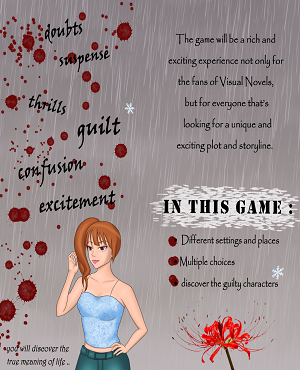 doubts
suspense
thrills
guilt
confusion
excitement
you will discover the
true meaning of life ..
The game will be a rich and
exciting experience not only for
the fans of Visual Novels,
but for everyone that's
looking for a unique and
exciting plot and storyline.
IN THIS GAME :
Different settings and places
Multiple choices
discover the guilty characters